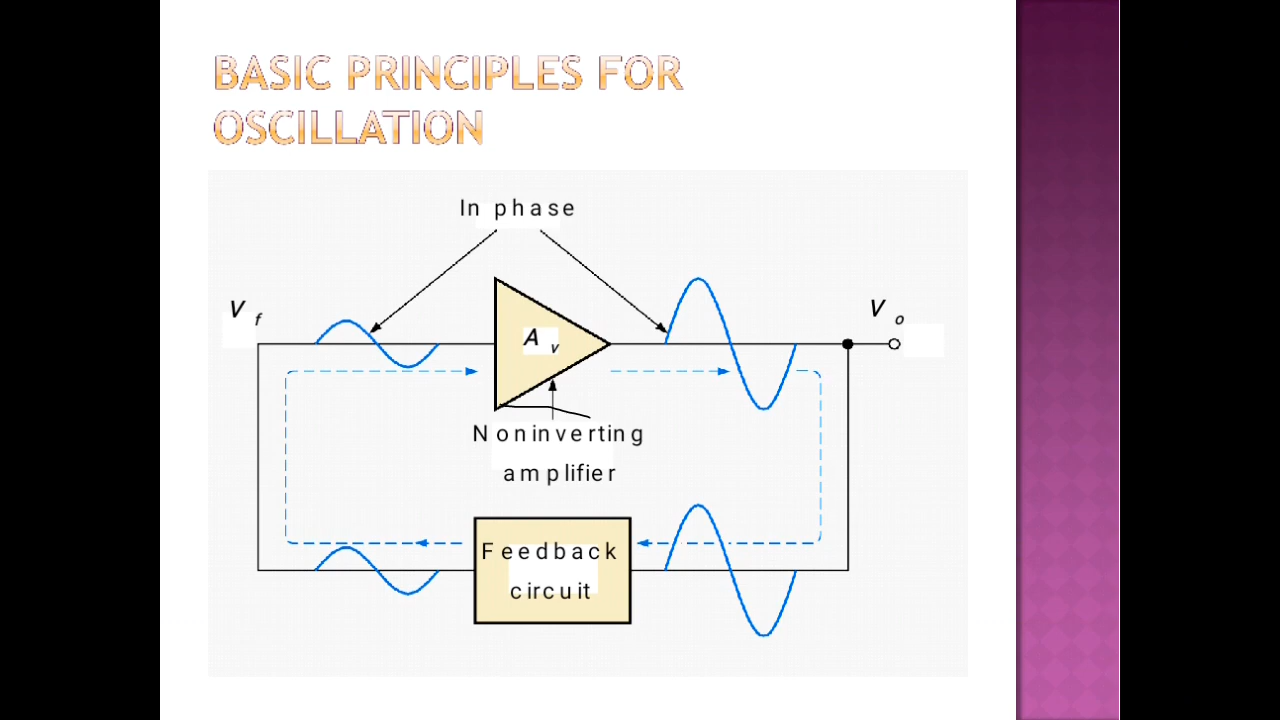 BASIC PRINCIPLES FOR
OSCILLATION
In phase
V f
V o
A v
Noninverting
amplifier
Feedback
circuit